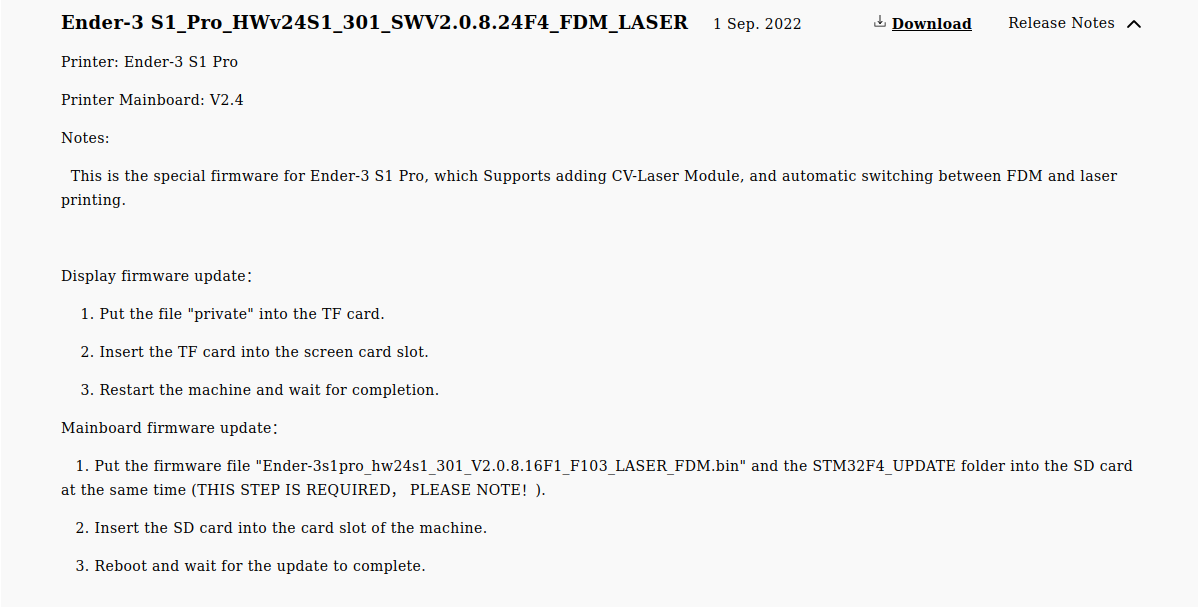 Ender-3 S1_Pro_HWv24S1_301_SWV2.0.8.24F4_FDM_LASER 1 Sep. 2022 Download Release Notes
Printer: Ender-3 S1 Pro
Printer Mainboard: V2.4
Notes:
This is the special firmware for Ender-3 S1 Pro, which Supports adding CV-Laser Module, and automatic switching between FDM and laser
printing.
Display firmware update：
1. Put the file "private" into the TF card.
2. Insert the TF card into the screen card slot.
3. Restart the machine and wait for completion.
Mainboard firmware update：
1. Put the firmware file "Ender-3s1pro_hw24s1_301_V2.0.8.16F1_F103_LASER_FDM.bin" and the STM32F4_UPDATE folder into the SD card
at the same time (THIS STEP IS REQUIRED， PLEASE NOTE！).
2. Insert the SD card into the card slot of the machine.
3. Reboot and wait for the update to complete.